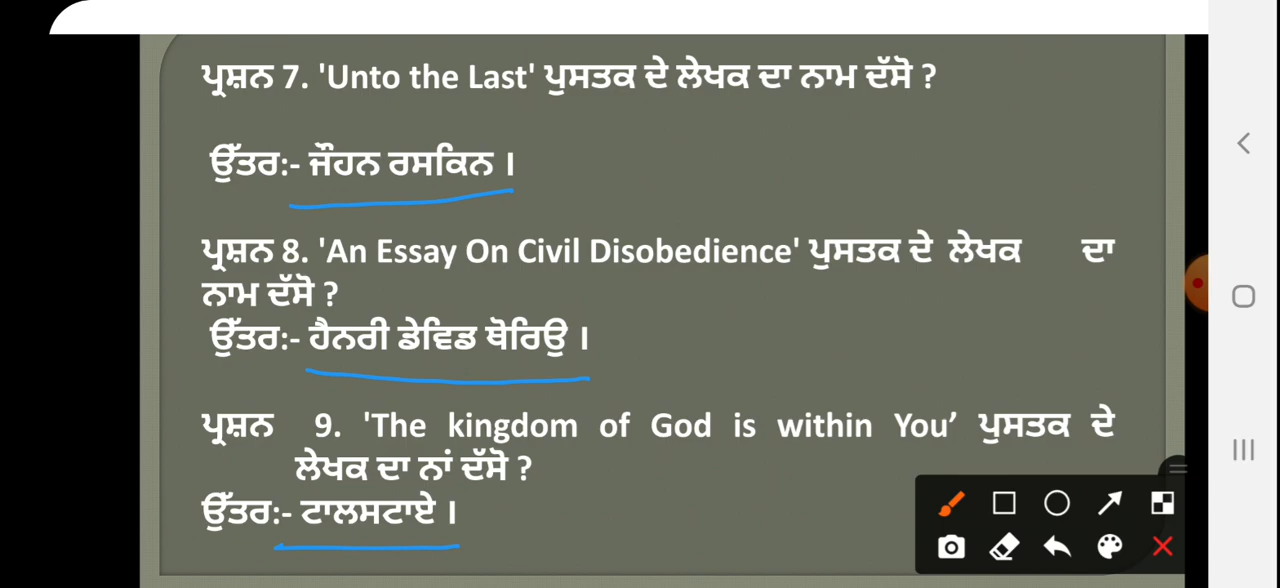 ਪ੍ਰਸ਼ਨ 7. 'Unto the Last' ਪੁਸਤਕ ਦੇ ਲੇਖਕ ਦਾ ਨਾਮ ਦੱਸੋ ?
ਉੱਤਰ:- ਜੌਹਨ ਰਸਕਿਨ ।
ਪ੍ਰਸ਼ਨ 8. 'An Essay On Civil Disobedience' ਪੁਸਤਕ ਦੇ ਲੇਖਕ ਦਾ
ਨਾਮ ਦੱਸੋ ?
ਉੱਤਰ:- ਹੈਨਰੀ ਡੇਵਿਡ ਥੋਰਿਉ ।
ਪ੍ਰਸ਼ਨ 9. 'The kingdom of God is within You’ ਪੁਸਤਕ ਦੇ
ਲੇਖਕ ਦਾ ਨਾਂ ਦੱਸੋ ?
ਉੱਤਰ:- ਟਾਲਸਟਾਏ ।